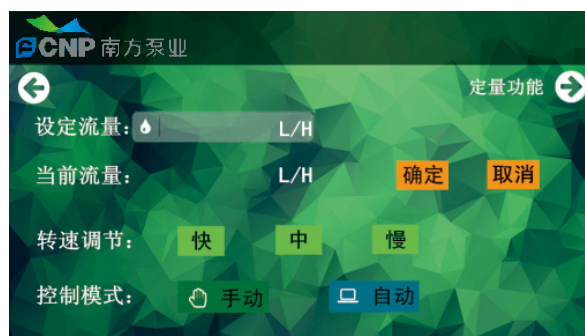 CNP 南方泵业
定量功能
设定流量: L/H
当前流量: L/H 确定 取消
转速调节: 快 中 慢
控制模式: 手动 自动